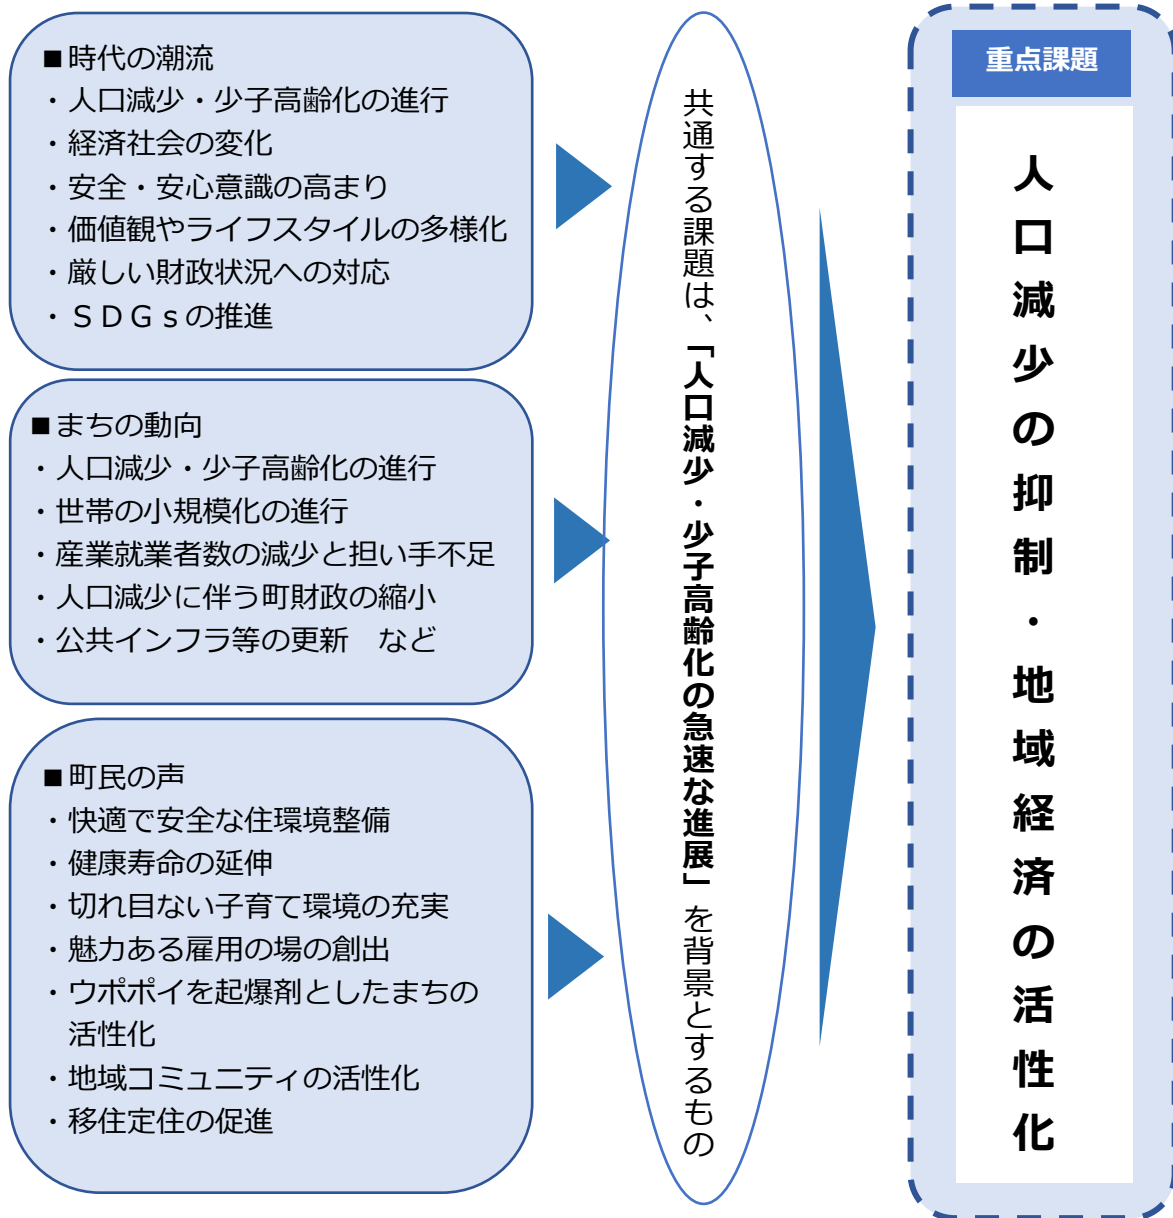 ■時代の潮流
・人口減少・少子高齢化の進行
・経済社会の変化
・安全・安心意識の高まり
・価値観やライフスタイルの多様化
・厳しい財政状況への対応
・ＳＤＧｓの推進
■まちの動向
・人口減少・少子高齢化の進行
・世帯の小規模化の進行
・産業就業者数の減少と担い手不足
・人口減少に伴う町財政の縮小
・公共インフラ等の更新　など
■町民の声
・快適で安全な住環境整備
・健康寿命の延伸
・切れ目ない子育て環境の充実
・魅力ある雇用の場の創出
・ウポポイを起爆剤としたまちの
活性化
・地域コミュニティの活性化
・移住定住の促進
共通する課題は、「人口減少・少子高齢化の急速な進展」を背景とするもの
重点課題
人口減少の抑制・地域経済の活性化